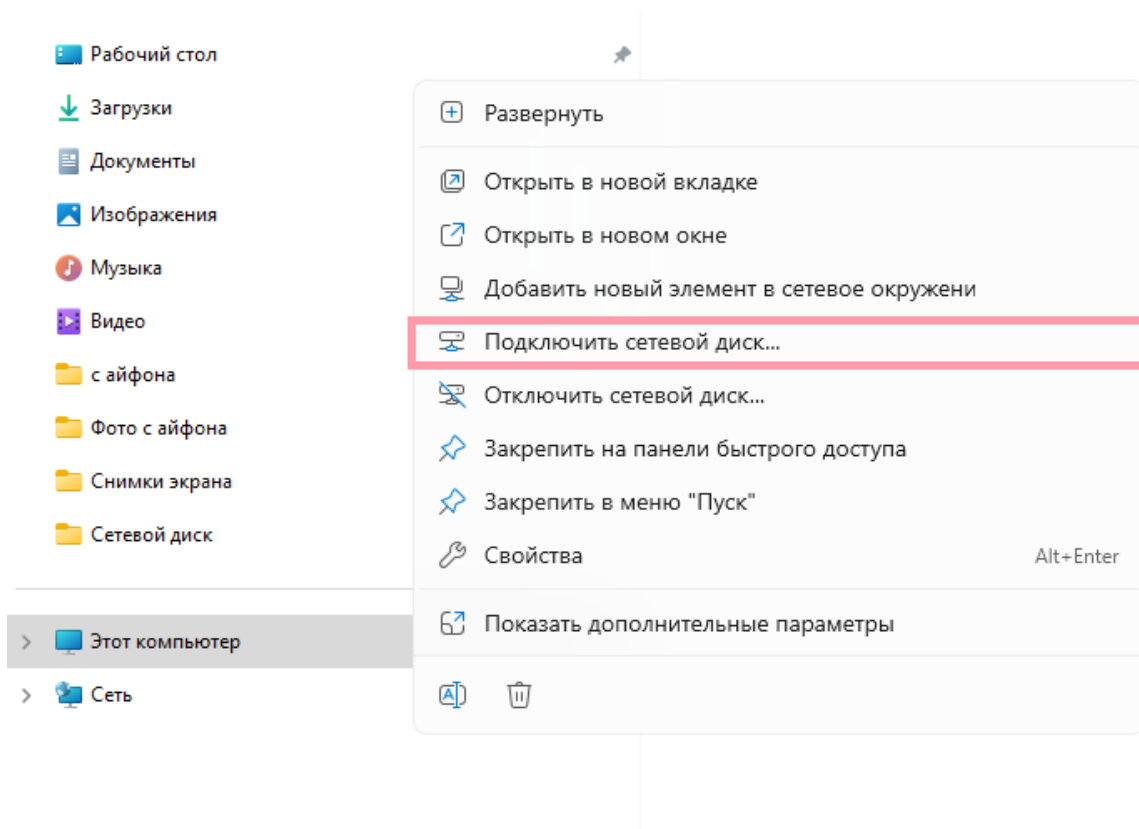 Рабочий стол
Загрузки
Документы
Изображения
Музыка
Видео
с айфона
Фото с айфона
Снимки экрана
Сетевой диск
Этот компьютер
Сеть
Развернуть
Открыть в новой вкладке
Открыть в новом окне
Добавить новый элемент в сетевое окружени
Подключить сетевой диск...
Отключить сетевой диск...
Закрепить на панели быстрого доступа
Закрепить в меню "Пуск"
Свойства Alt+Enter
Показать дополнительные параметры